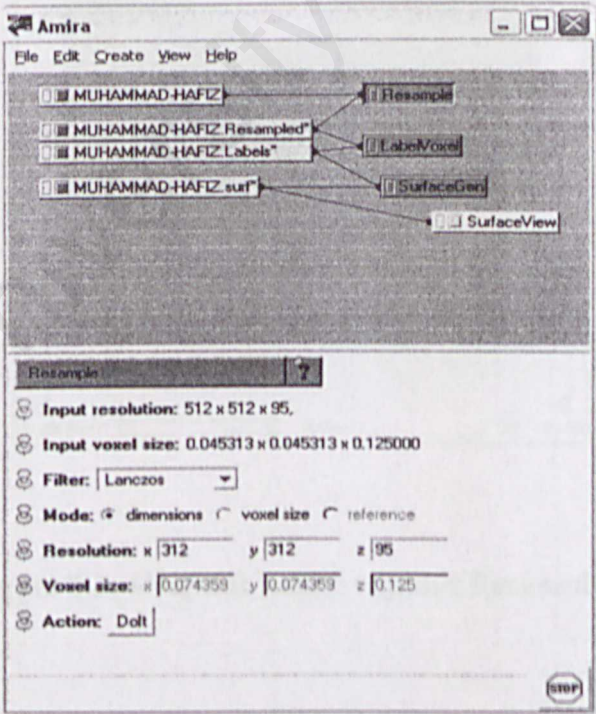 Amira
File Edit Create View Help
MUHAMMAD-HAFIZ
Resample
MUHAMMAD-HAFIZ.Resampled"
MUHAMMAD-HAFIZ.Labels"
LabelVoxel
MUHAMMAD-HAFIZ.surf"
SurfaceGen
SurfaceView
Resample ?
Input resolution: 512 x 512 x 95,
Input voxel size: 0.045313 x 0.045313 x 0.125000
Filter: Lanczos
Mode: dimensions voxel size reference
Resolution: x 312 y 312 z 95
Voxel size: x 0.074359 y 0.074359 z 0.125
Action: DoIt
STOP